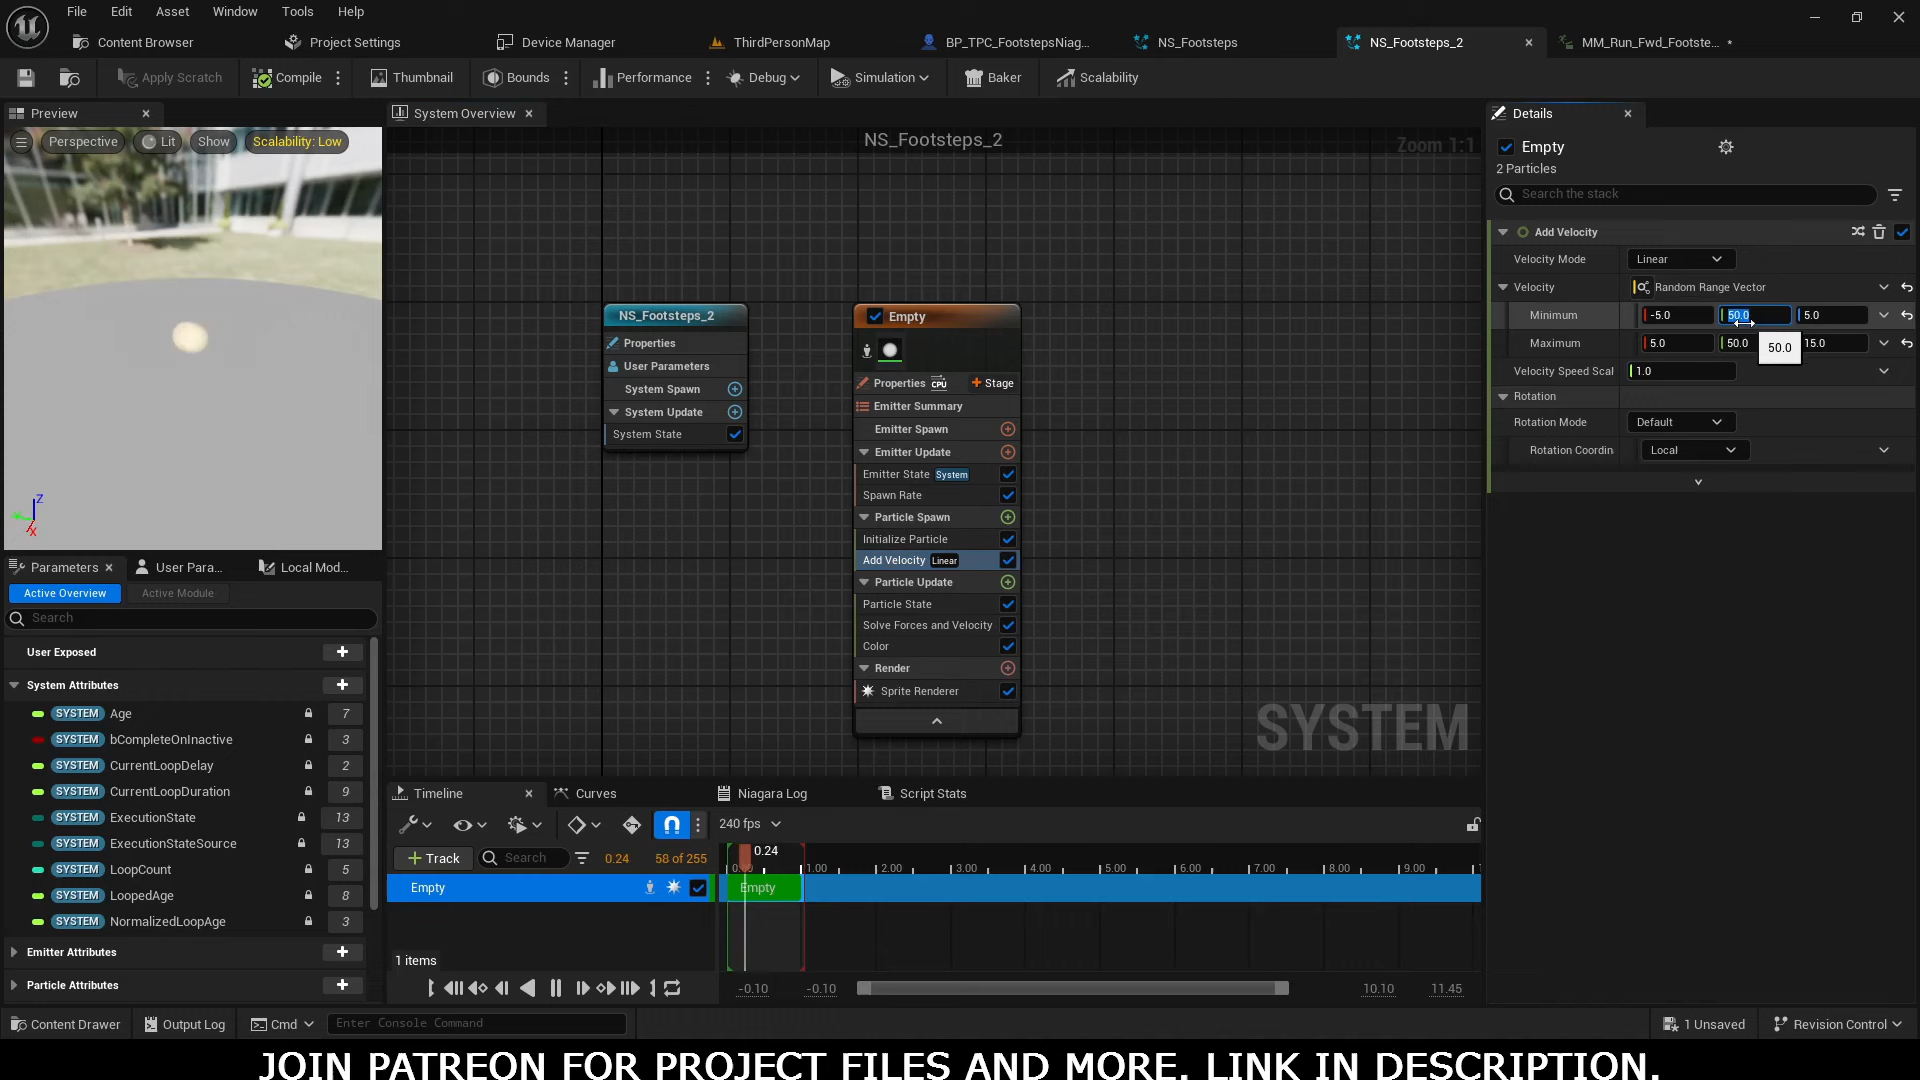 File Edit Asset Window Tools Help
Content Browser Project Settings Device Manager ThirdPersonMap BP_TPC_FootstepsNiag... NS_Footsteps NS_Footsteps_2 MM_Run_Fwd_Footste... •
Apply Scratch Compile Thumbnail Bounds Performance Debug Simulation Baker Scalability
Preview
Perspective Lit Show Scalability: Low
Z
X
System Overview
NS_Footsteps_2
Zoom 1:1
NS_Footsteps_2
Properties
User Parameters
System Spawn
System Update
System State
Empty
Properties CPU + Stage
Emitter Summary
Emitter Spawn
Emitter Update
Emitter State System
Spawn Rate
Particle Spawn
Initialize Particle
Add Velocity Linear
Particle Update
Particle State
Solve Forces and Velocity
Color
Render
Sprite Renderer
SYSTEM
Details
Empty
2 Particles
Search the stack
Add Velocity
Velocity Mode Linear
Velocity Random Range Vector
Minimum -5.0 50.0 5.0
Maximum 5.0 50.0 15.0
50.0
Velocity Speed Scal 1.0
Rotation
Rotation Mode Default
Rotation Coordin Local
Parameters User Para... Local Mod...
Active Overview Active Module
Search
User Exposed
System Attributes
SYSTEM Age 7
SYSTEM bCompleteOnInactive 3
SYSTEM CurrentLoopDelay 2
SYSTEM CurrentLoopDuration 9
SYSTEM ExecutionState 13
SYSTEM ExecutionStateSource 13
SYSTEM LoopCount 5
SYSTEM LoopedAge 8
SYSTEM NormalizedLoopAge 3
Emitter Attributes
Particle Attributes
Timeline Curves Niagara Log Script Stats
240 fps
+ Track Search 0.24 58 of 255
0.24
1.00 2.00 3.00 4.00 5.00 6.00 7.00 8.00 9.00
Empty Empty
1 items
-0.10 -0.10 10.10 11.45
Content Drawer Output Log Cmd Enter Console Command 1 Unsaved Revision Control
JOIN PATREON FOR PROJECT FILES AND MORE. LINK IN DESCRIPTION.